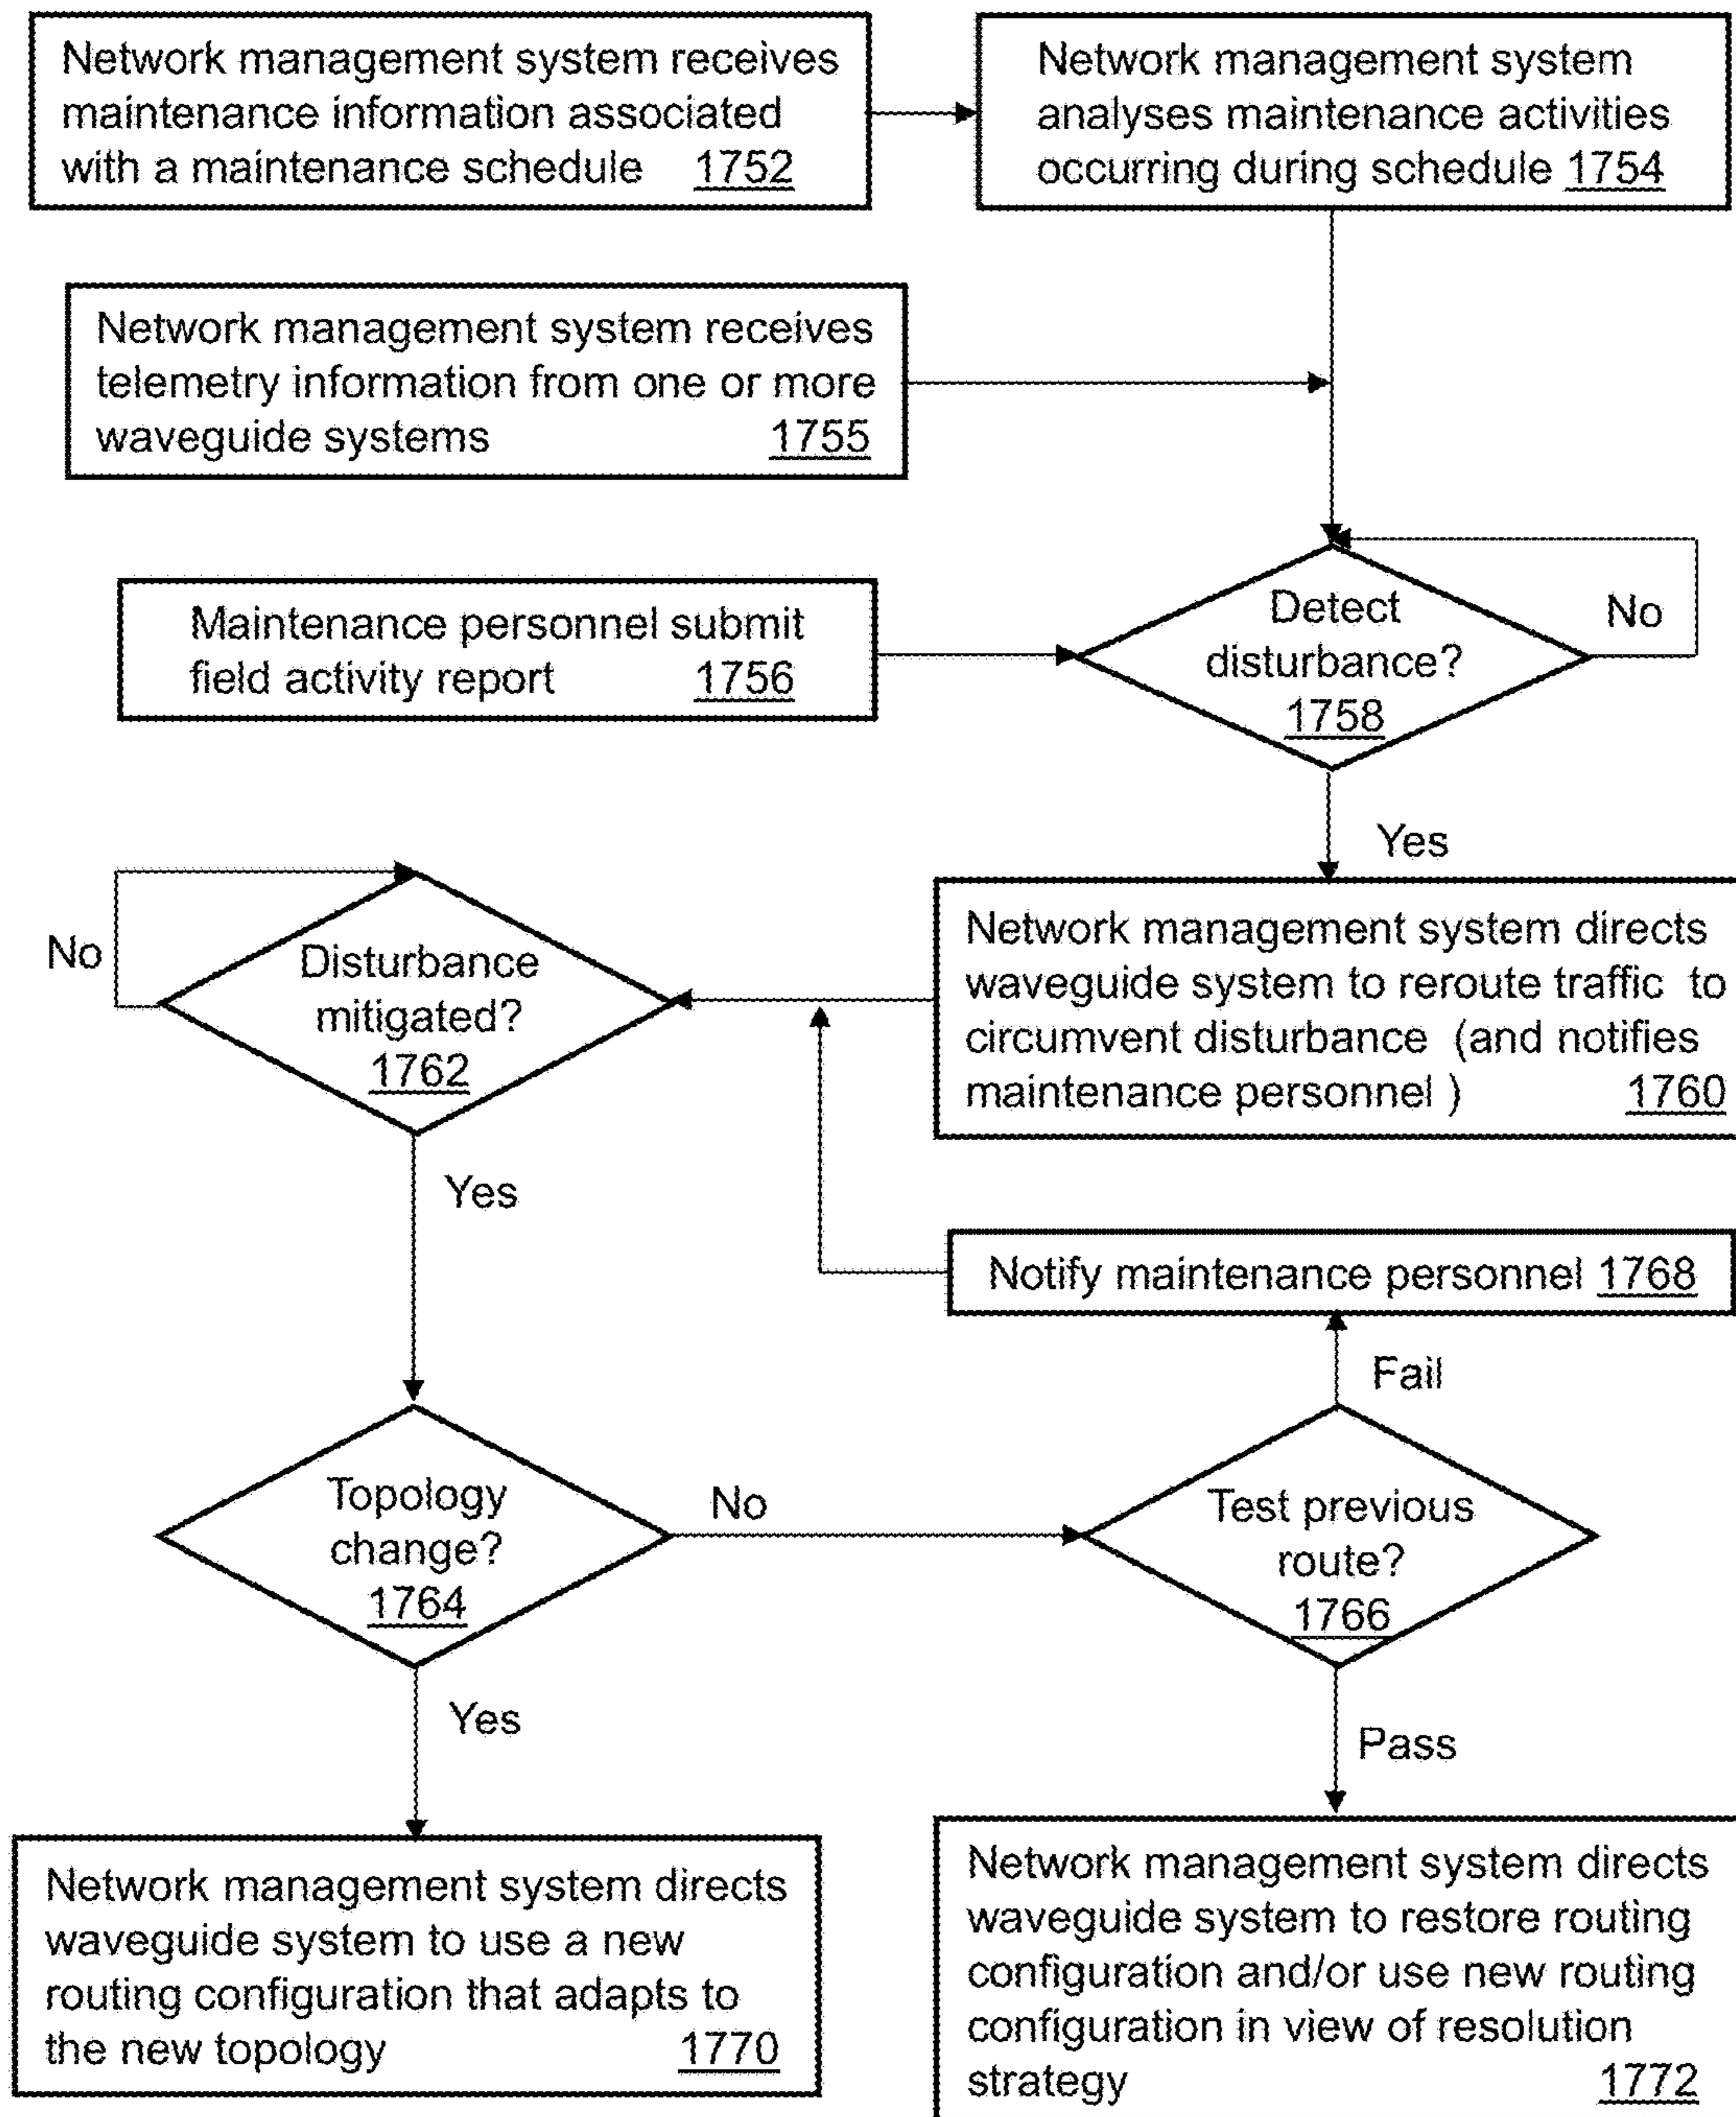 Network management system receives
maintenance information associated
with a maintenance schedule 1752
Network management system
analyses maintenance activities
occurring during schedule 1754
Network management system receives
telemetry information from one or more
waveguide systems 1755
Maintenance personnel submit
field activity report 1756
Detect
disturbance?
1758
No
Yes
Network management system directs
waveguide system to reroute traffic to
circumvent disturbance (and notifies
maintenance personnel ) 1760
Disturbance
mitigated?
1762
No
Yes
Notify maintenance personnel 1768
Fail
Topology
change?
1764
No
Test previous
route?
1766
Yes
Pass
Network management system directs
waveguide system to use a new
routing configuration that adapts to
the new topology 1770
Network management system directs
waveguide system to restore routing
configuration and/or use new routing
configuration in view of resolution
strategy 1772